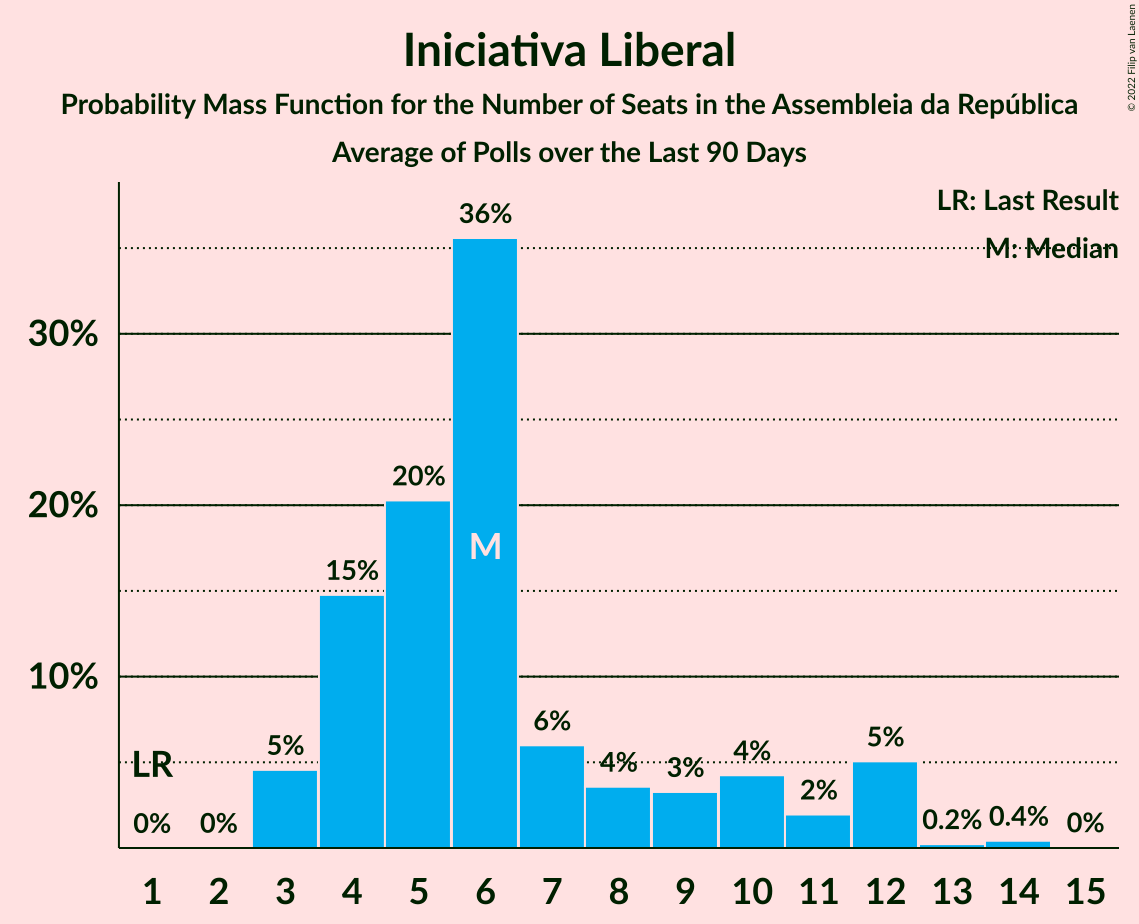 Iniciativa Liberal
Probability Mass Function for the Number of Seats in the Assembleia da República
Average of Polls over the Last 90 Days
© 2022 Filip van Laenen
LR: Last Result
M: Median
36%
30%
20%
20%
M
15%
10%
6%
5%
5%
4%
4%
3%
2%
LR
0%
0%
0.2%
0.4%
0%
1 2 3 4 5 6 7 8 9 10 11 12 13 14 15